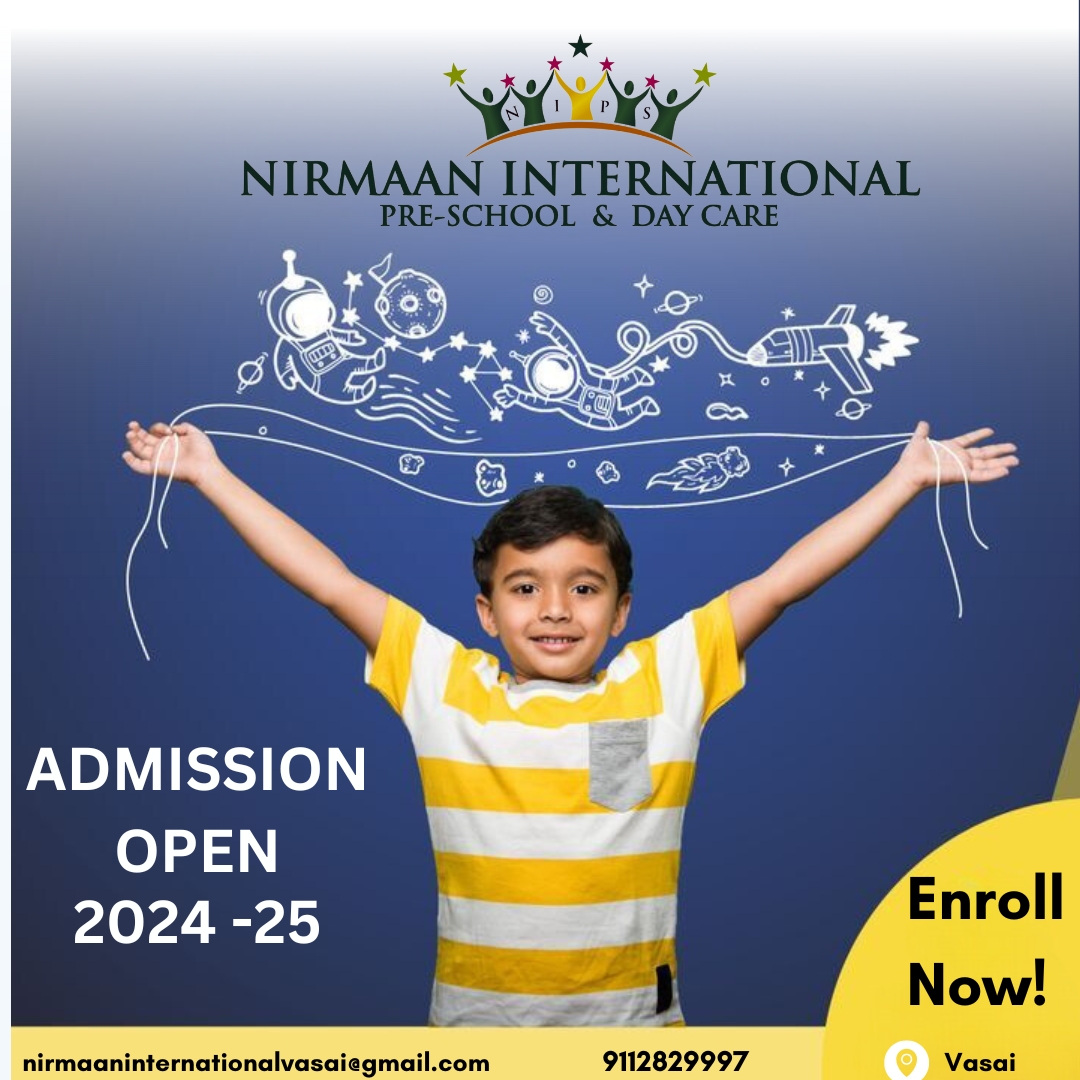 N I P S
NIRMAAN INTERNATIONAL
PRE-SCHOOL & DAY CARE
ADMISSION
OPEN
2024 -25
Enroll
Now!
nirmaaninternationalvasai@gmail.com 9112829997 Vasai